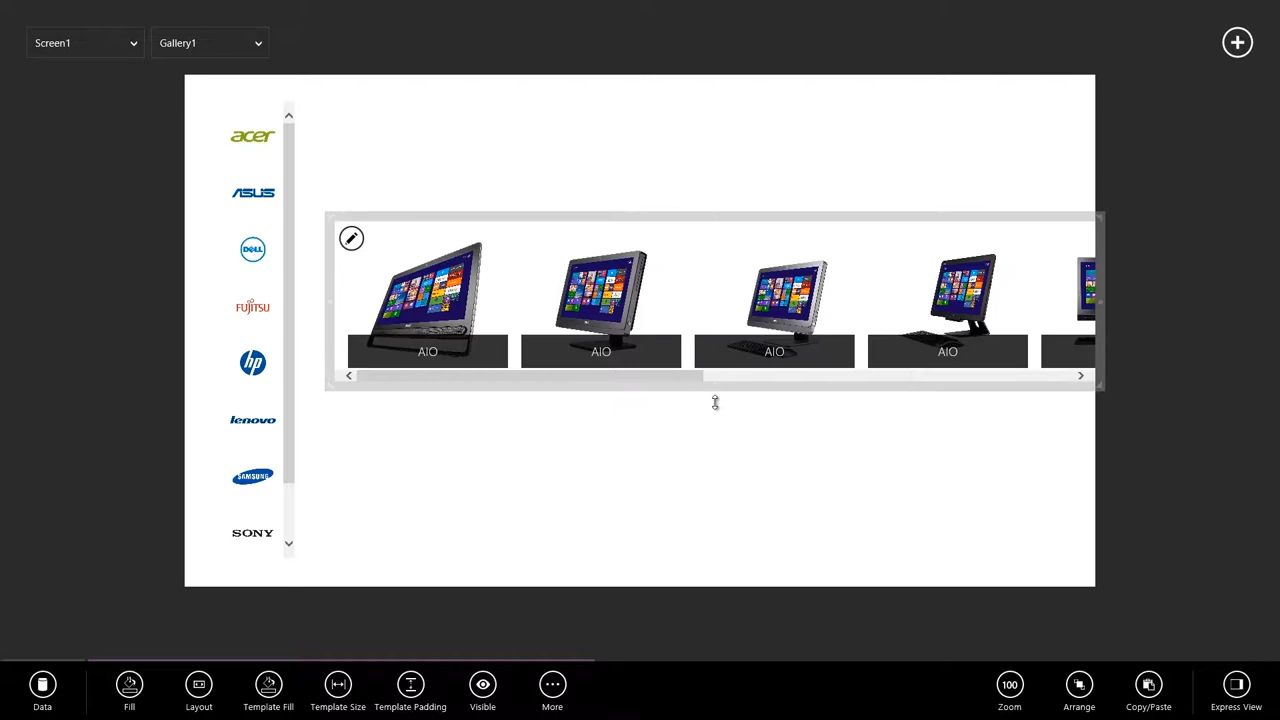 Screen1
Gallery1
acer
ASUS
DELL
FUJITSU
hp
lenovo
SAMSUNG
SONY
AIO
AIO
AIO
AIO
Data
Fill
Layout
Template Fill
Template Size
Template Padding
Visible
More
100
Zoom
Arrange
Copy/Paste
Express View